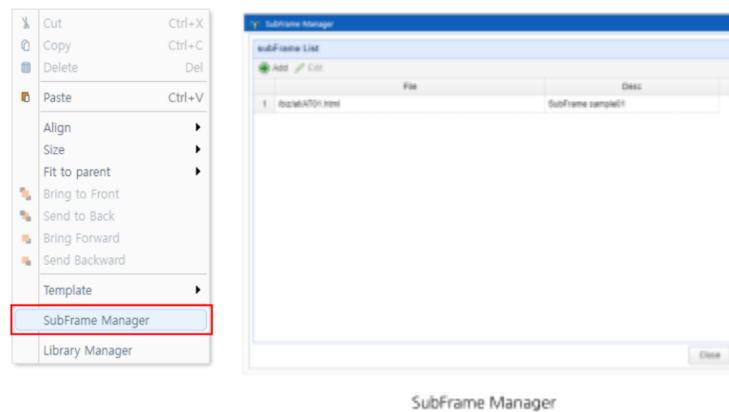 Cut Ctrl+X
Copy Ctrl+C
Delete Del
Paste Ctrl+V
Align
Size
Fit to parent
Bring to Front
Send to Back
Bring Forward
Send Backward
Template
SubFrame Manager
Library Manager
SubFrame Manager
subFrame List
Add Edit
File Desc
1 SubFrame sample01
Close
SubFrame Manager